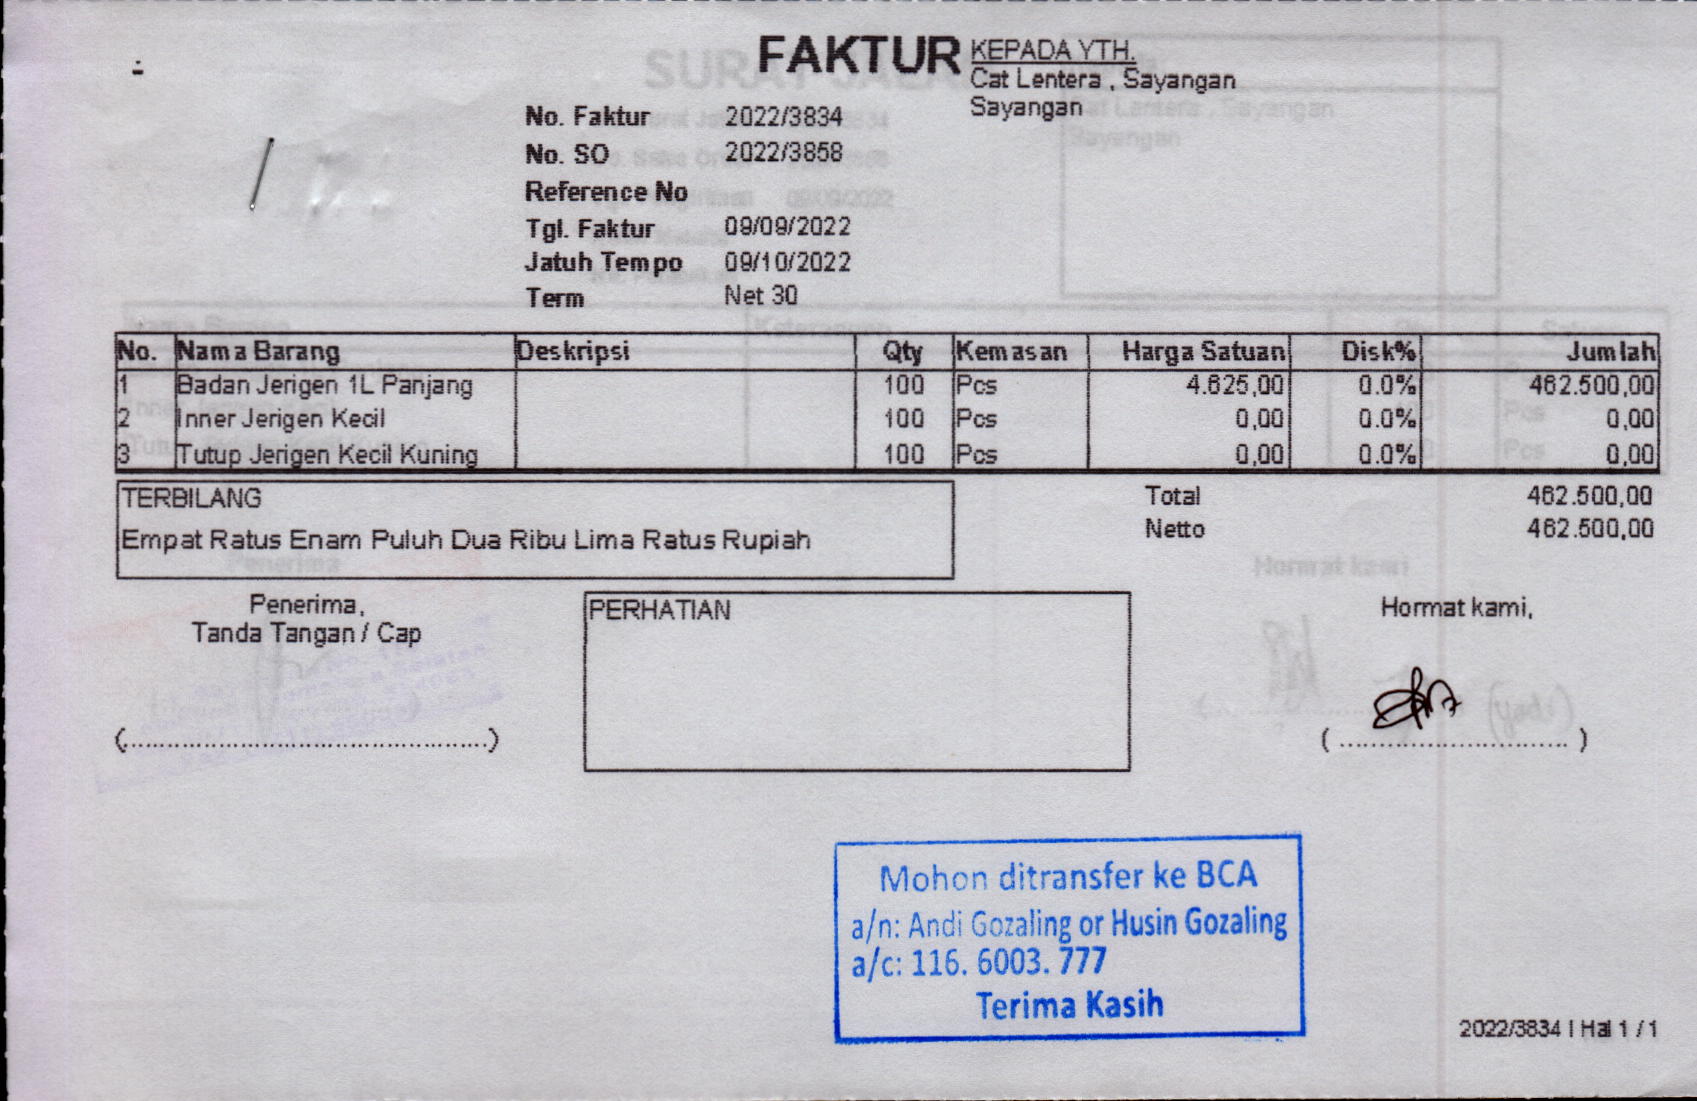 FAKTUR
KEPADA YTH.
Cat Lentera , Sayangan
Sayangan
No. Faktur 2022/3834
No. SO 2022/3858
Reference No
Tgl. Faktur 09/09/2022
Jatuh Tempo 09/10/2022
Term Net 30
No. Nama Barang Deskripsi Qty Kemasan Harga Satuan Disk% Jumlah
1 Badan Jerigen 1L Panjang 100 Pcs 4.625,00 0.0% 462.500,00
2 Inner Jerigen Kecil 100 Pcs 0,00 0.0% 0,00
3 Tutup Jerigen Kecil Kuning 100 Pcs 0,00 0.0% 0,00
TERBILANG
Empat Ratus Enam Puluh Dua Ribu Lima Ratus Rupiah
Total 462.500,00
Netto 462.500,00
Penerima,
Tanda Tangan / Cap
(..............................................)
PERHATIAN
Hormat kami,
( ............................. )
Mohon ditransfer ke BCA
a/n: Andi Gozaling or Husin Gozaling
a/c: 116. 6003. 777
Terima Kasih
2022/3834 | Hal 1 / 1